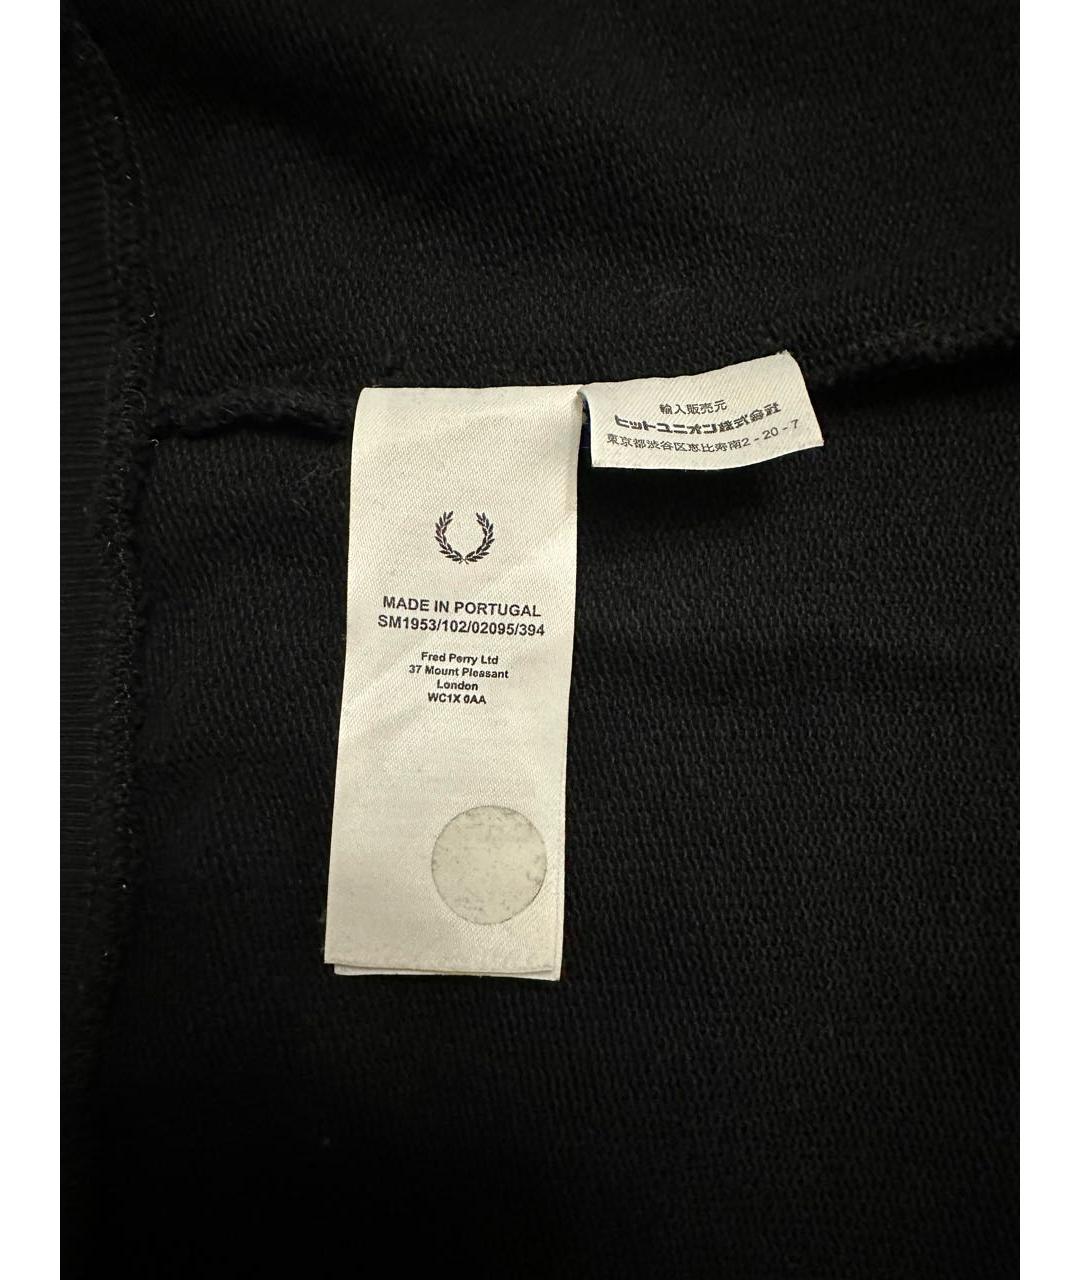 MADE IN PORTUGAL
SM1953/102/02095/394
Fred Perry Ltd
37 Mount Pleasant
London
WC1X 0AA
輸入販売元
ヒットユニオン株式会社
東京都渋谷区恵比寿南2-20-7